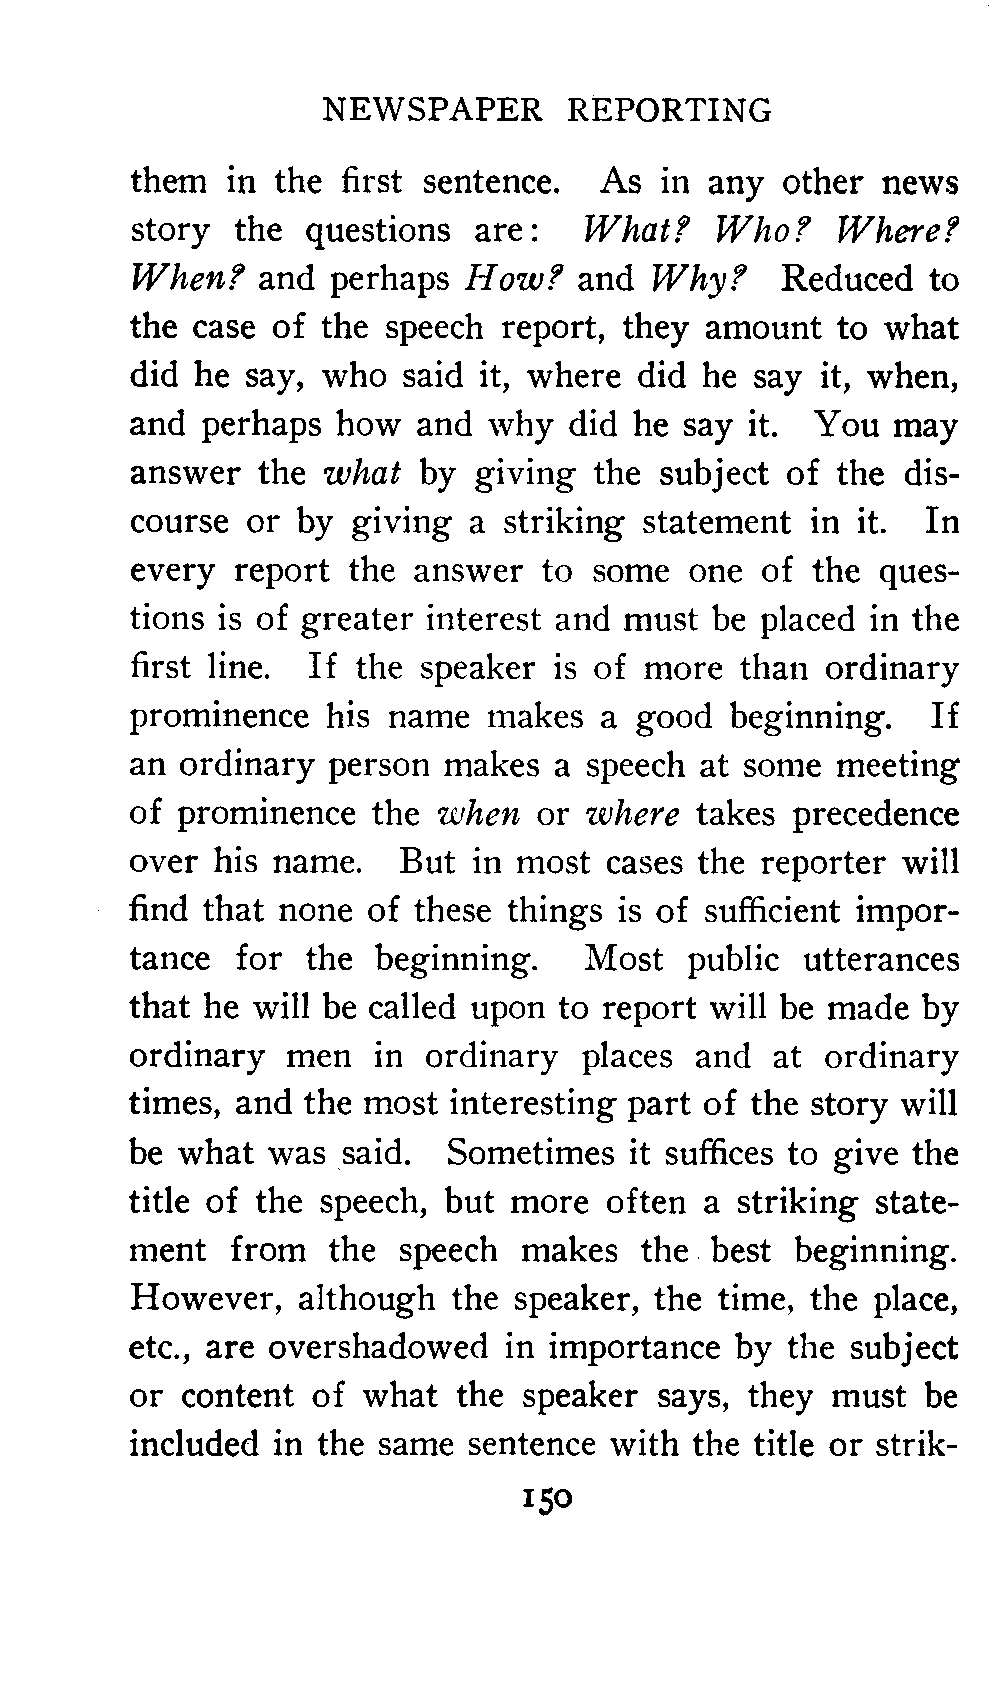 NEWSPAPER REPORTING
them in the first sentence. As in any other news
story the questions are: What? Who? Where?
When? and perhaps How? and Why? Reduced to
the case of the speech report, they amount to what
did he say, who said it, where did he say it, when,
and perhaps how and why did he say it. You may
answer the what by giving the subject of the dis-
course or by giving a striking statement in it. In
every report the answer to some one of the ques-
tions is of greater interest and must be placed in the
first line. If the speaker is of more than ordinary
prominence his name makes a good beginning. If
an ordinary person makes a speech at some meeting
of prominence the when or where takes precedence
over his name. But in most cases the reporter will
find that none of these things is of sufficient impor-
tance for the beginning. Most public utterances
that he will be called upon to report will be made by
ordinary men in ordinary places and at ordinary
times, and the most interesting part of the story will
be what was said. Sometimes it suffices to give the
title of the speech, but more often a striking state-
ment from the speech makes the best beginning.
However, although the speaker, the time, the place,
etc., are overshadowed in importance by the subject
or content of what the speaker says, they must be
included in the same sentence with the title or strik-
150